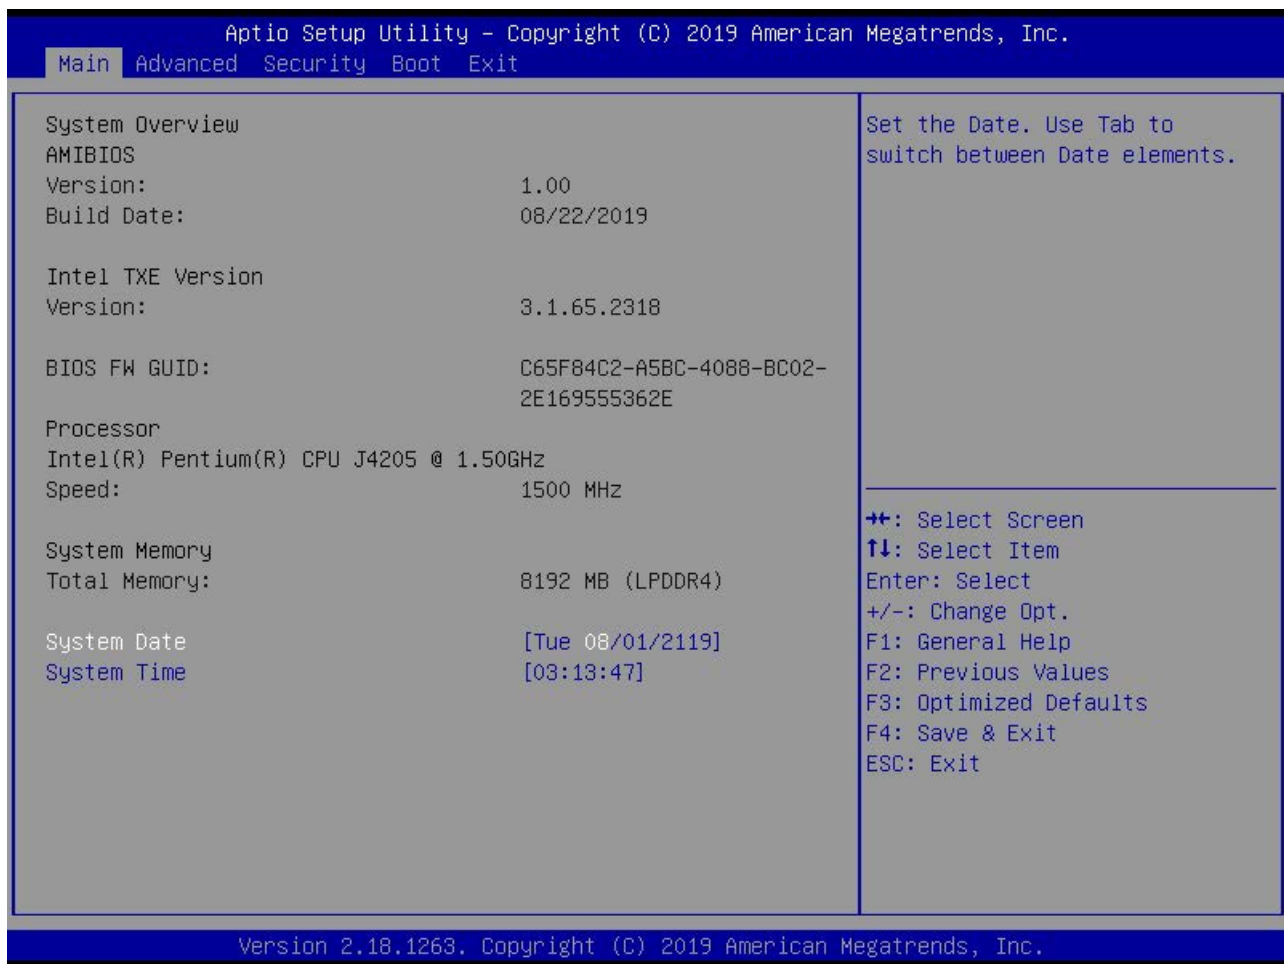 Aptio Setup Utility - Copyright (C) 2019 American Megatrends, Inc.
Main Advanced Security Boot Exit
System Overview
AMIBIOS
Version: 1.00
Build Date: 08/22/2019
Intel TXE Version
Version: 3.1.65.2318
BIOS FW GUID: C65F84C2-A5BC-4088-BC02-
2E169555362E
Processor
Intel(R) Pentium(R) CPU J4205 @ 1.50GHz
Speed: 1500 MHz
System Memory
Total Memory: 8192 MB (LPDDR4)
System Date [Tue 08/01/2119]
System Time [03:13:47]
Set the Date. Use Tab to
switch between Date elements.
→←: Select Screen
↑↓: Select Item
Enter: Select
+/-: Change Opt.
F1: General Help
F2: Previous Values
F3: Optimized Defaults
F4: Save & Exit
ESC: Exit
Version 2.18.1263. Copyright (C) 2019 American Megatrends, Inc.